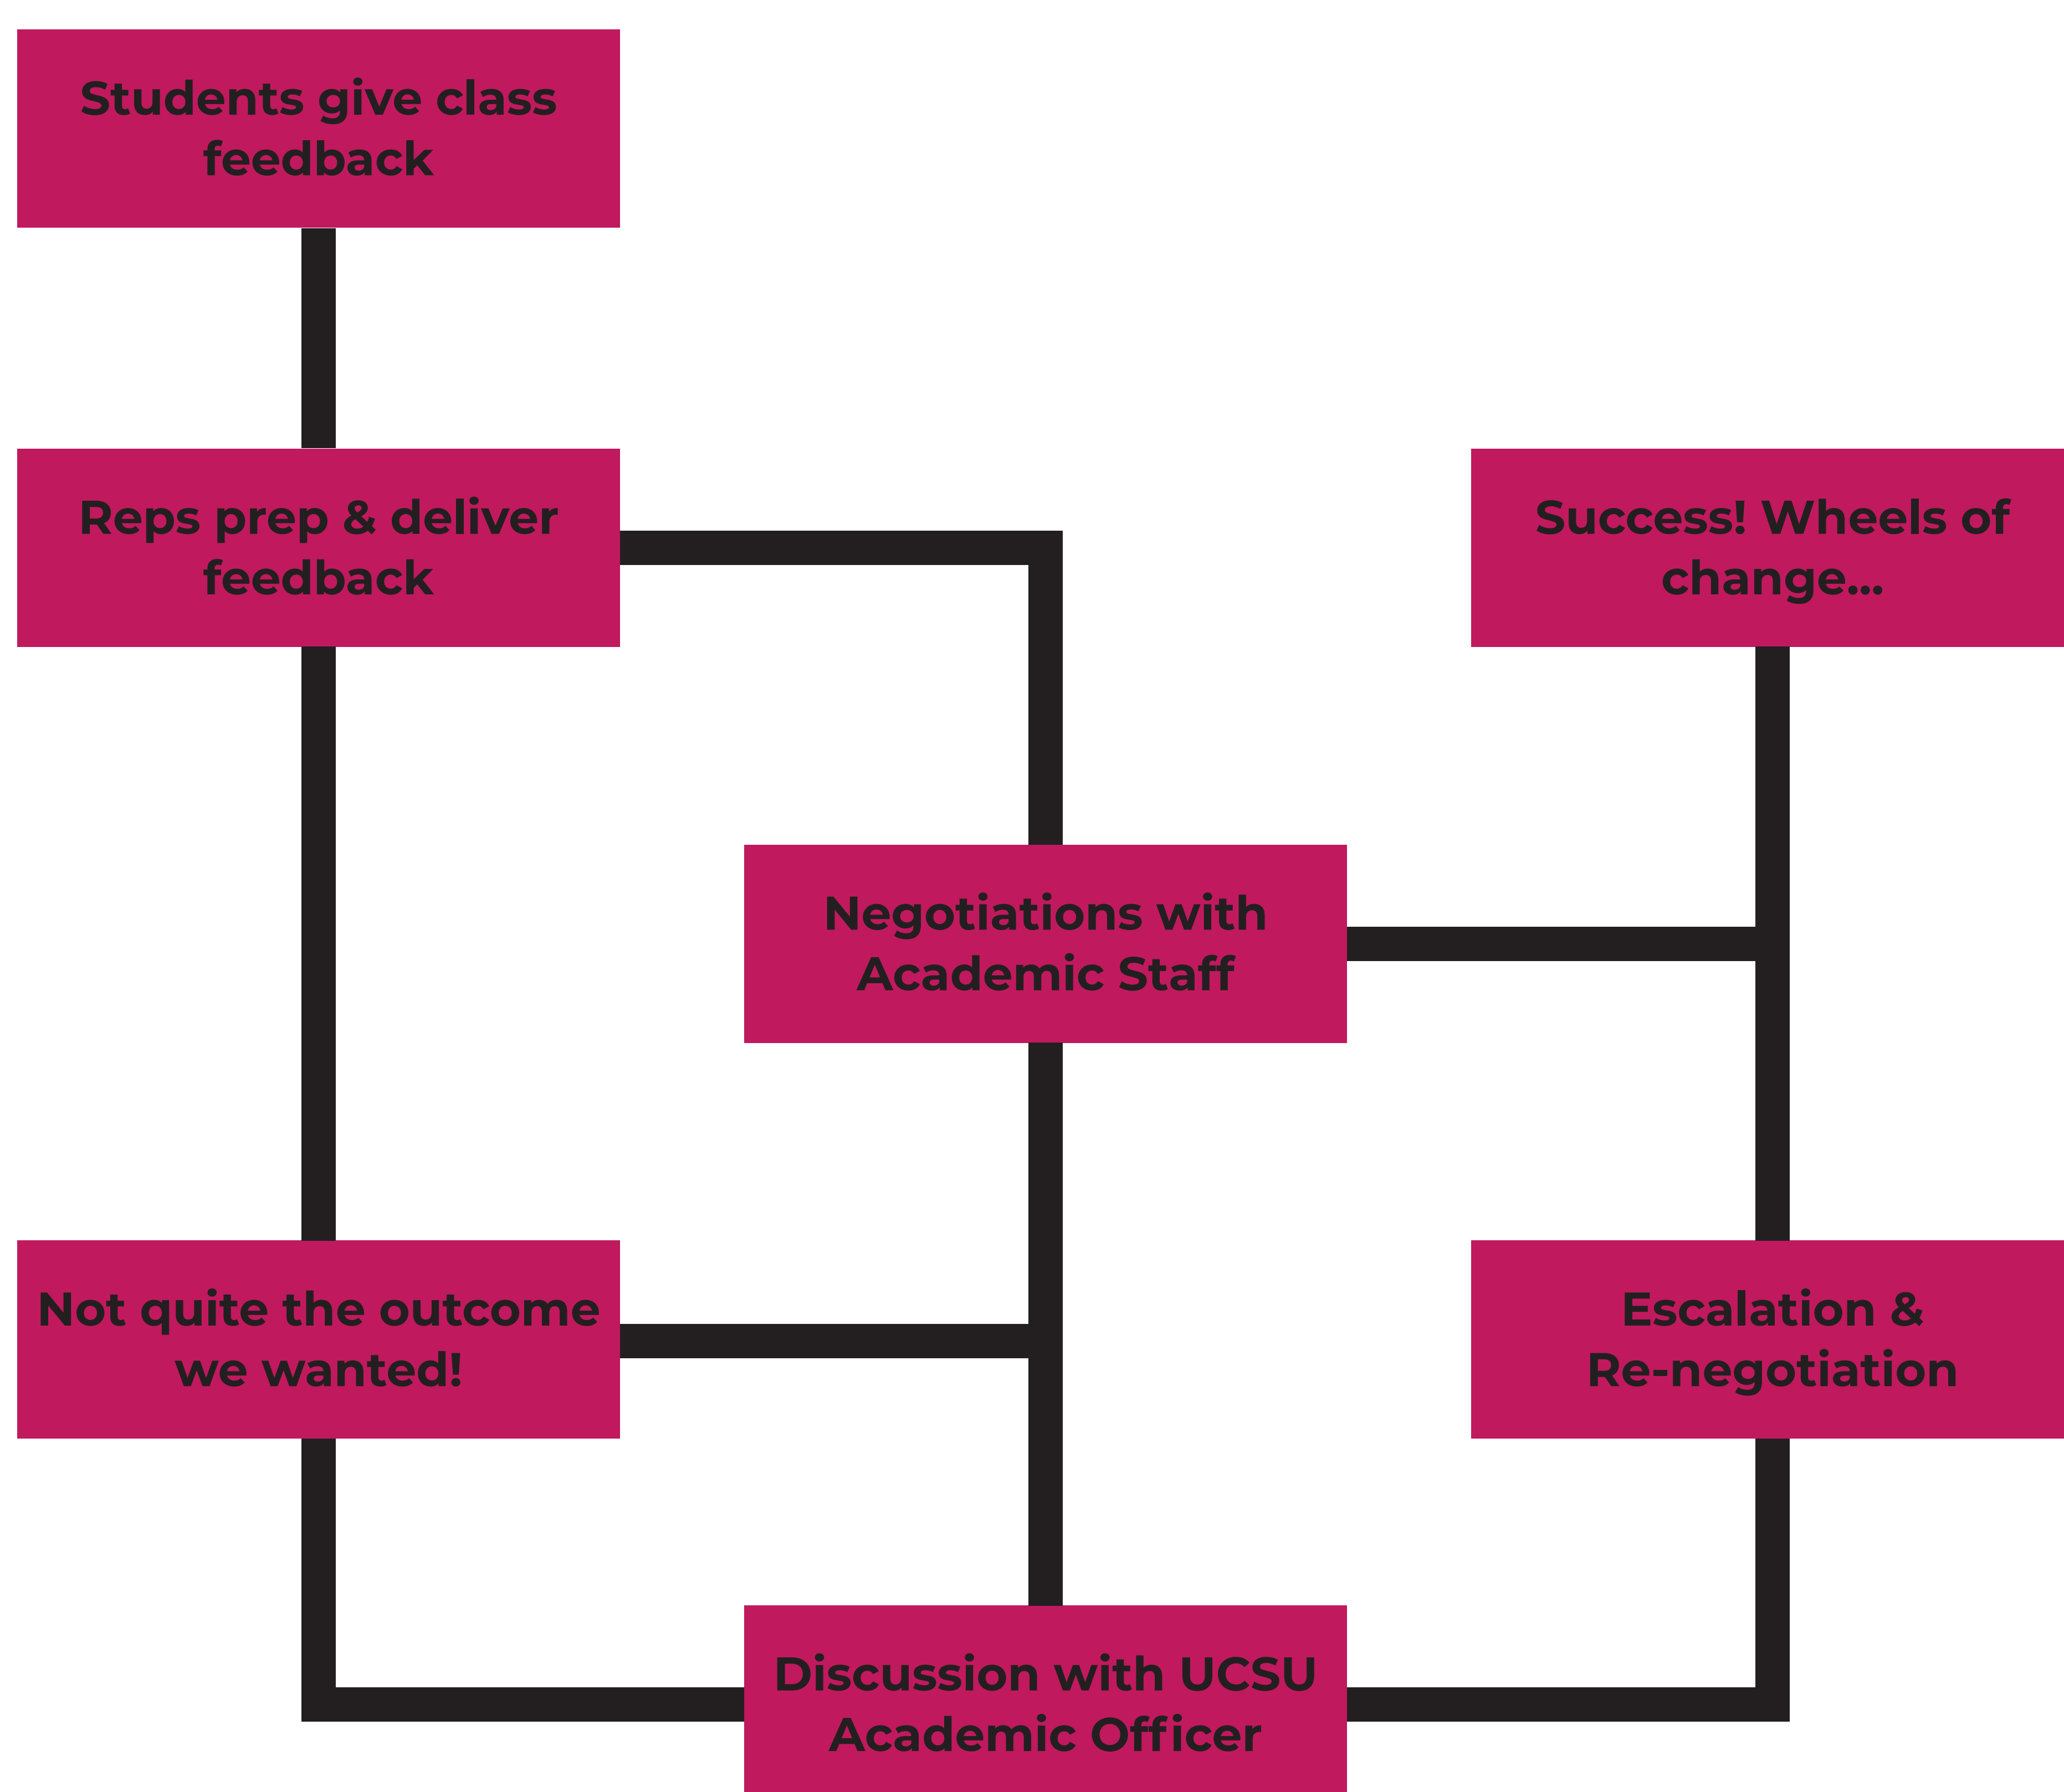 Students give class
feedback
Reps prep & deliver
feedback
Success! Wheels of
change...
Negotiations with
Academic Staff
Not quite the outcome
we wanted!
Escalation &
Re-negotiation
Discussion with UCSU
Academic Officer